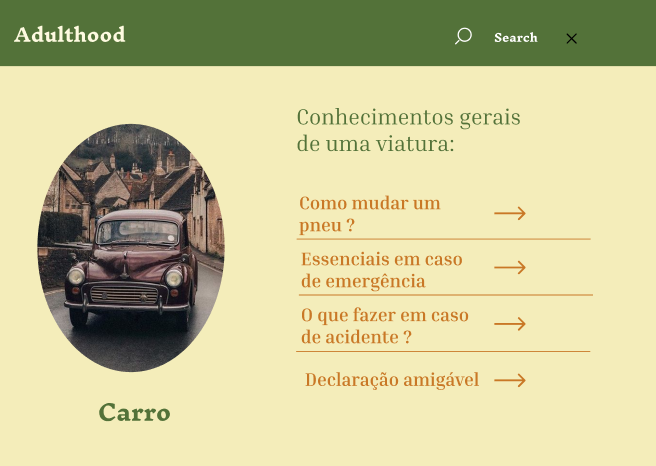 Adulthood
Search
Conhecimentos gerais
de uma viatura:
Como mudar um
pneu ?
Essenciais em caso
de emergência
O que fazer em caso
de acidente ?
Declaração amigável
Carro